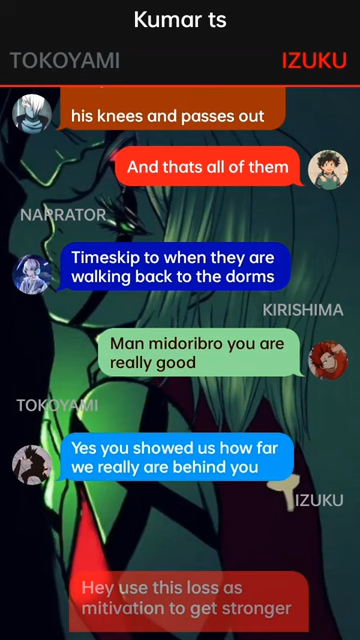 Kumar ts
TOKOYAMI
IZUKU
his knees and passes out
And thats all of them
NARRATOR
Timeskip to when they are
walking back to the dorms
KIRISHIMA
Man midoribro you are
really good
TOKOYAMI
Yes you showed us how far
we really are behind you
IZUKU
Hey use this loss as
mitivation to get stronger